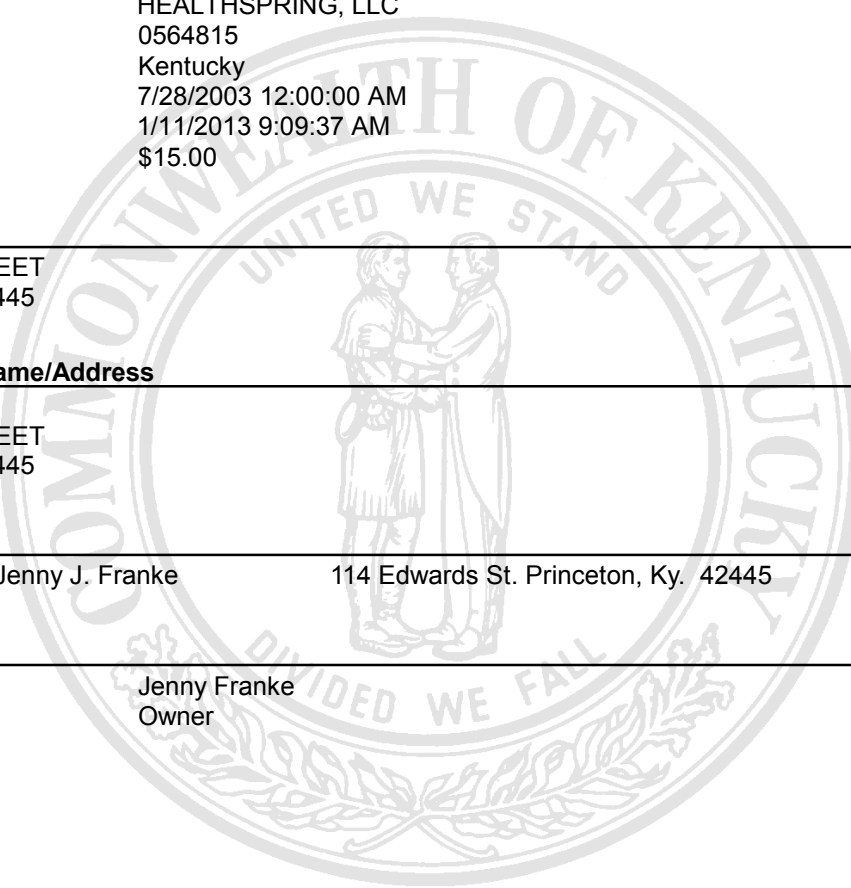 HEALTHSPRING, LLC
0564815
Kentucky
7/28/2003 12:00:00 AM
1/11/2013 9:09:37 AM
$15.00
COMMONWEALTH OF KENTUCKY
UNITED WE STAND
EET
445
ame/Address
EET
445
Jenny J. Franke 114 Edwards St. Princeton, Ky. 42445
DIVIDED WE FALL
Jenny Franke
Owner